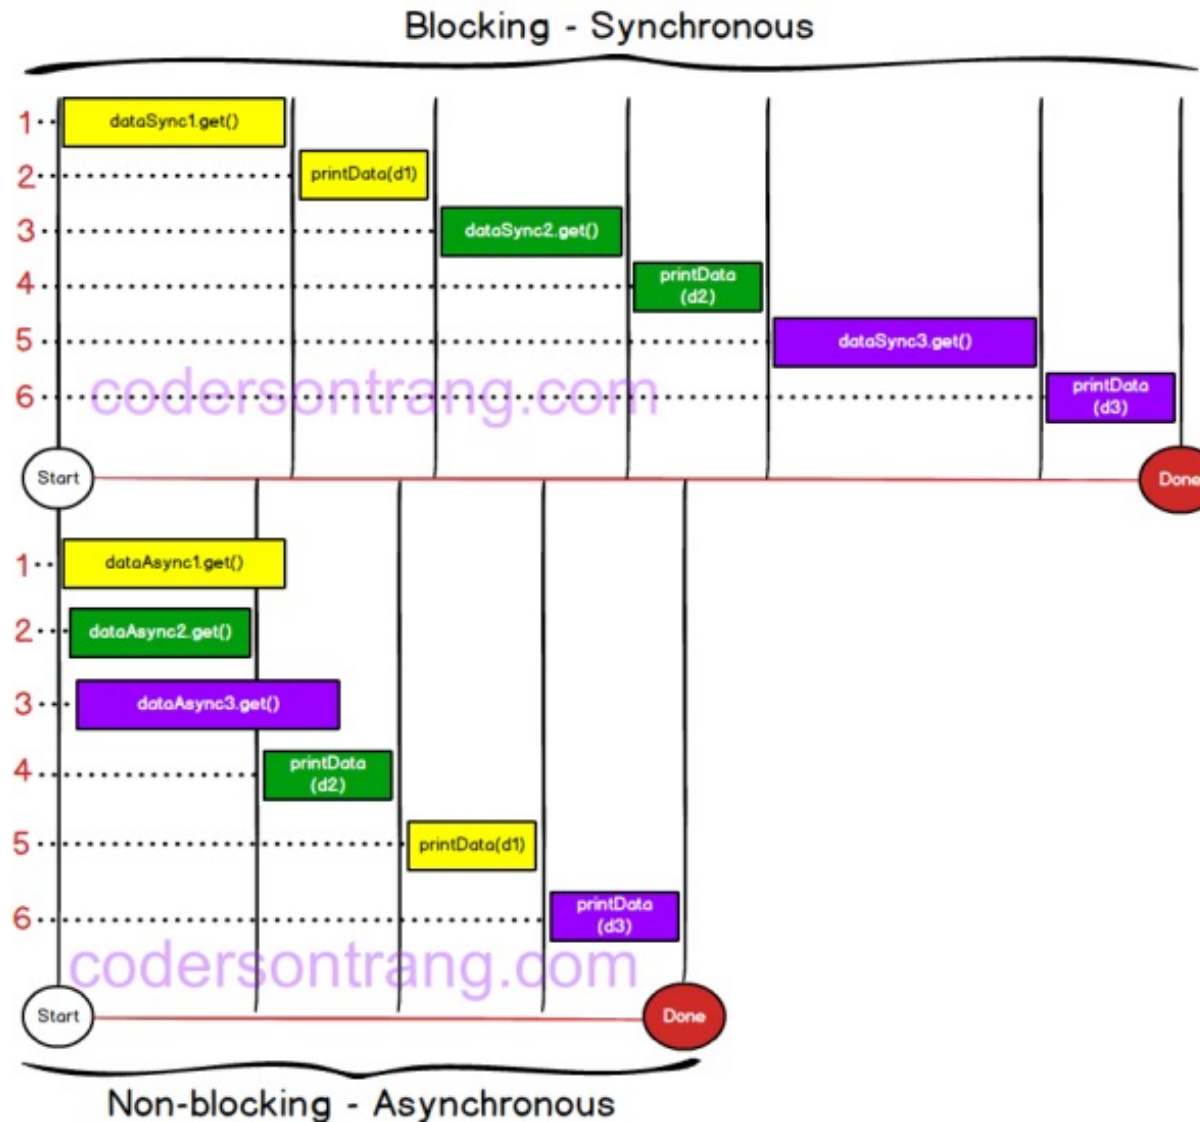 Blocking - Synchronous
1
dataSync1.get()
2
printData(d1)
3
dataSync2.get()
4
printData
(d2)
5
dataSync3.get()
codersontrang.com
6
printData
(d3)
Start
Done
1
dataAsync1.get()
2
dataAsync2.get()
3
dataAsync3.get()
4
printData
(d2)
5
printData(d1)
6
printData
(d3)
codersontrang.com
Start
Done
Non-blocking - Asynchronous